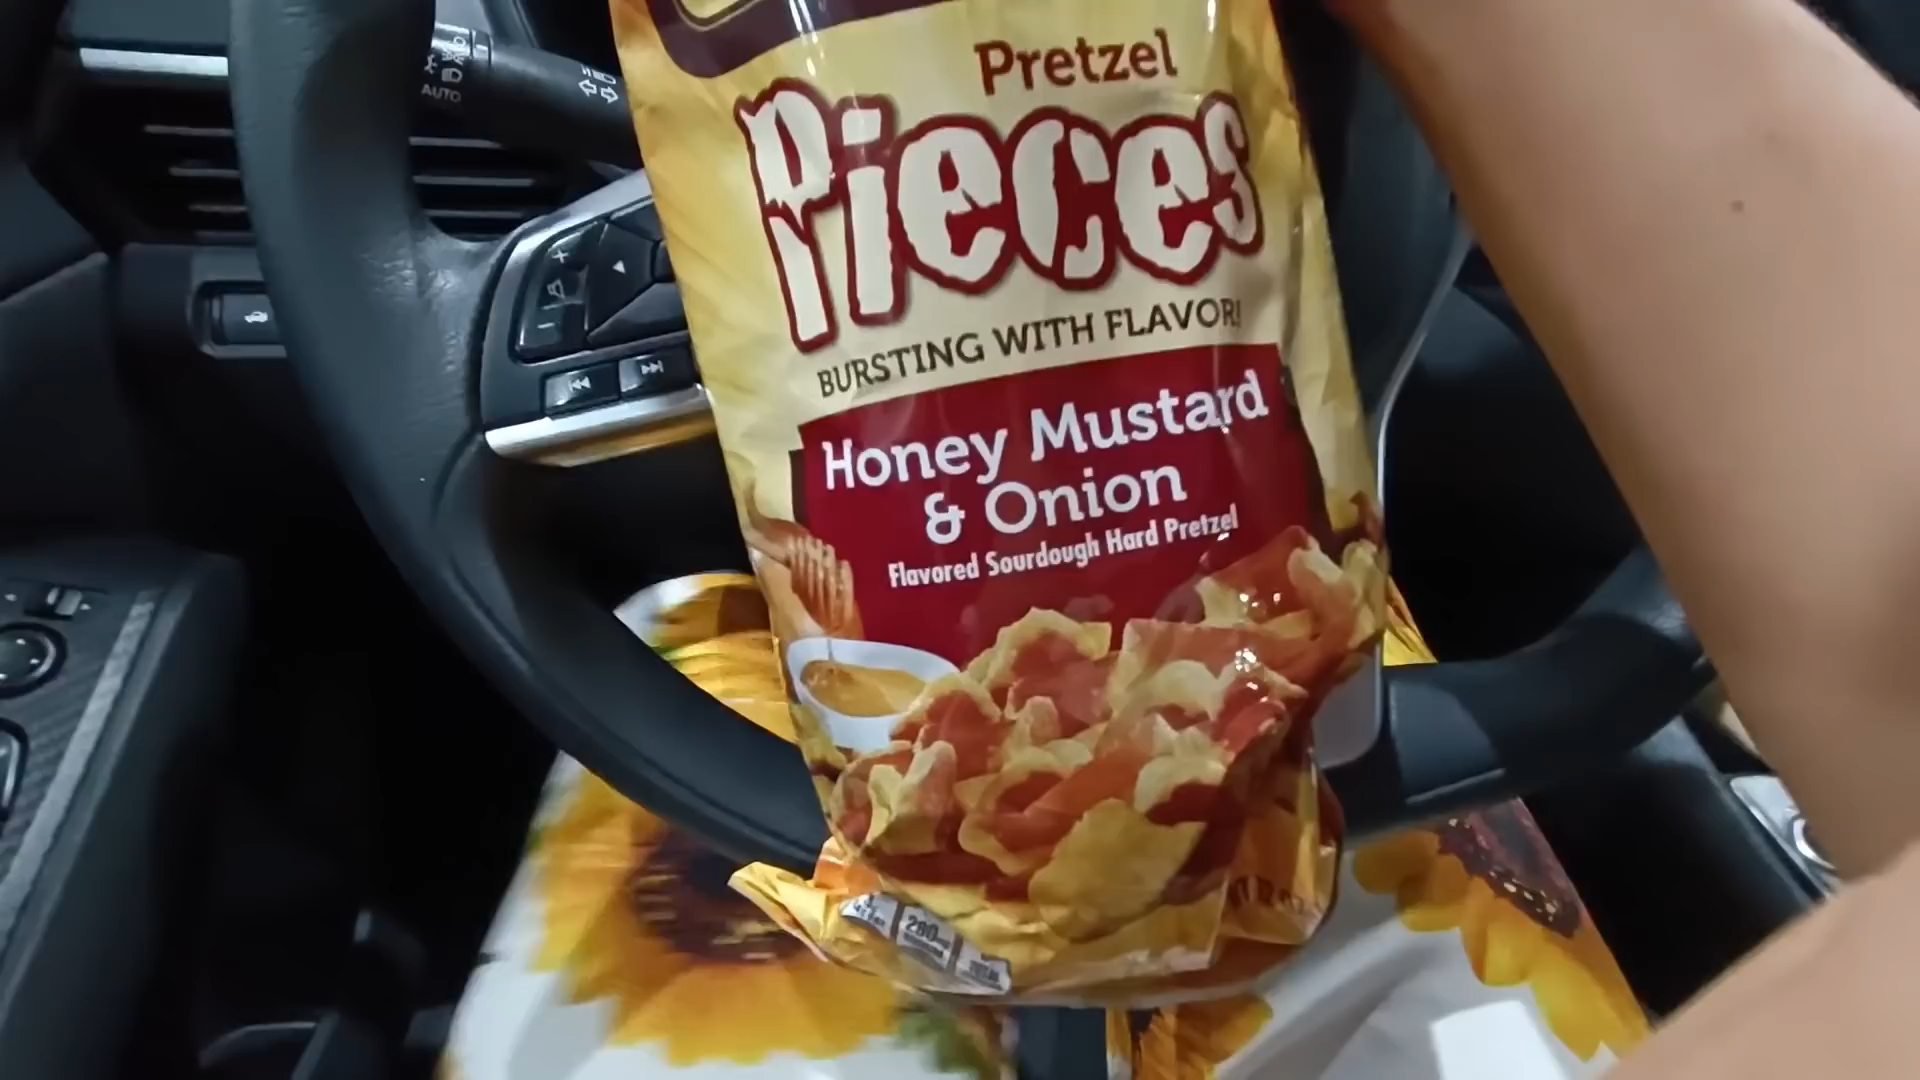 Pretzel
Pieces
BURSTING WITH FLAVOR!
Honey Mustard
& Onion
Flavored Sourdough Hard Pretzel
AUTO